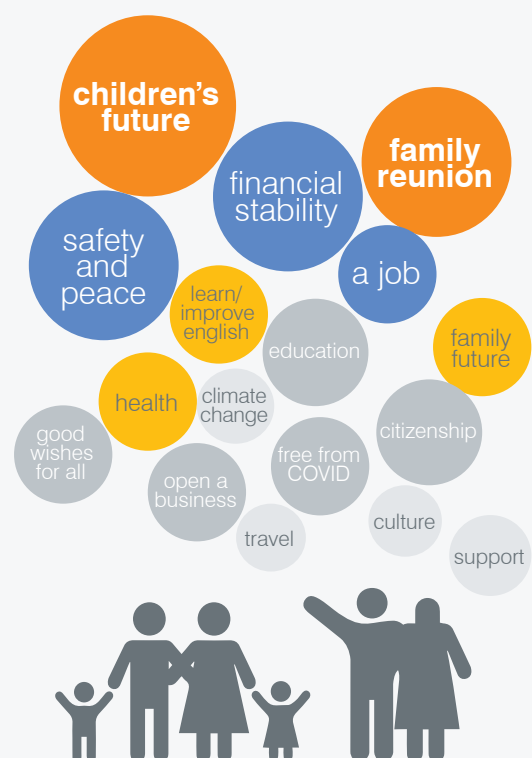 children's
future
family
reunion
financial
stability
safety
and
peace
a job
learn/
improve
english
education
family
future
health
climate
change
citizenship
good
wishes
for all
free from
COVID
open a
business
culture
travel
support